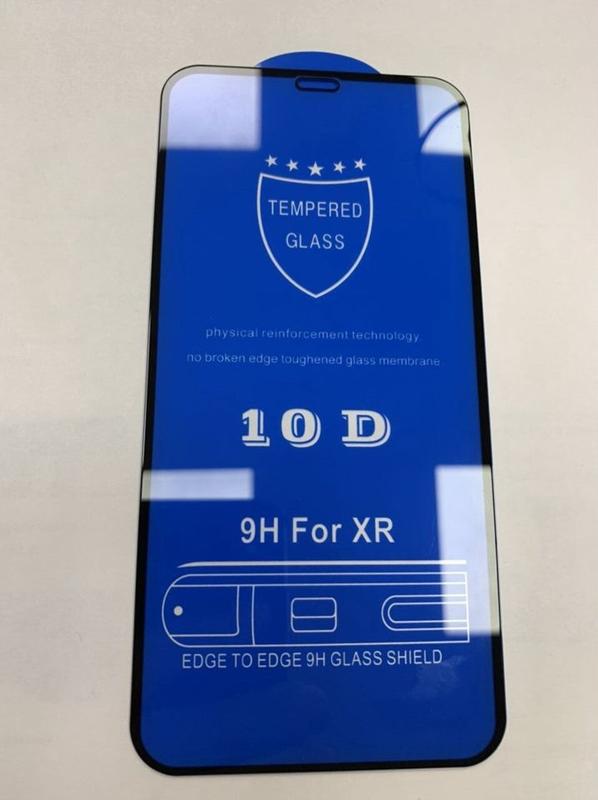 TEMPERED
GLASS
physical reinforcement technology.
no broken edge toughened glass membrane.
10 D
9H For XR
EDGE TO EDGE 9H GLASS SHIELD